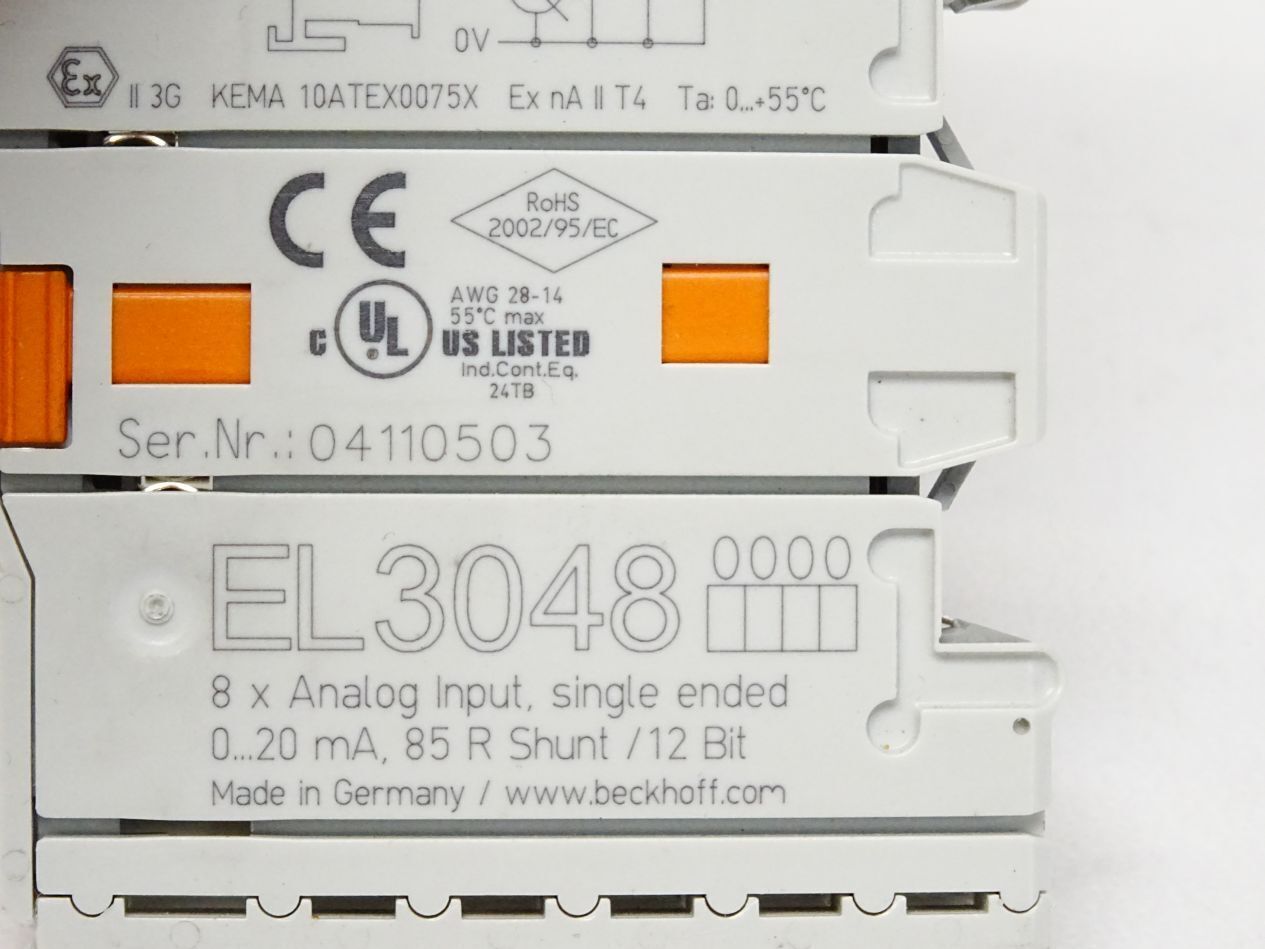 0V
Ex II 3G KEMA 10ATEX0075X Ex nA II T4 Ta: 0...+55°C
CE
RoHS
2002/95/EC
AWG 28-14
55°C max
C UL US LISTED
Ind.Cont.Eq.
24TB
Ser.Nr.: 04110503
EL3048
8 x Analog Input, single ended
0...20 mA, 85 R Shunt / 12 Bit
Made in Germany / www.beckhoff.com